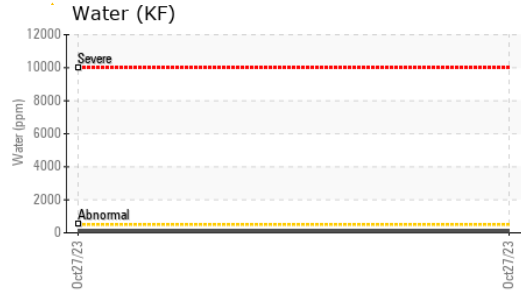 Water (KF)
12000
Severe
10000
8000
6000
Water (ppm)
4000
2000
Abnormal
0
Oct27/23
Oct27/23